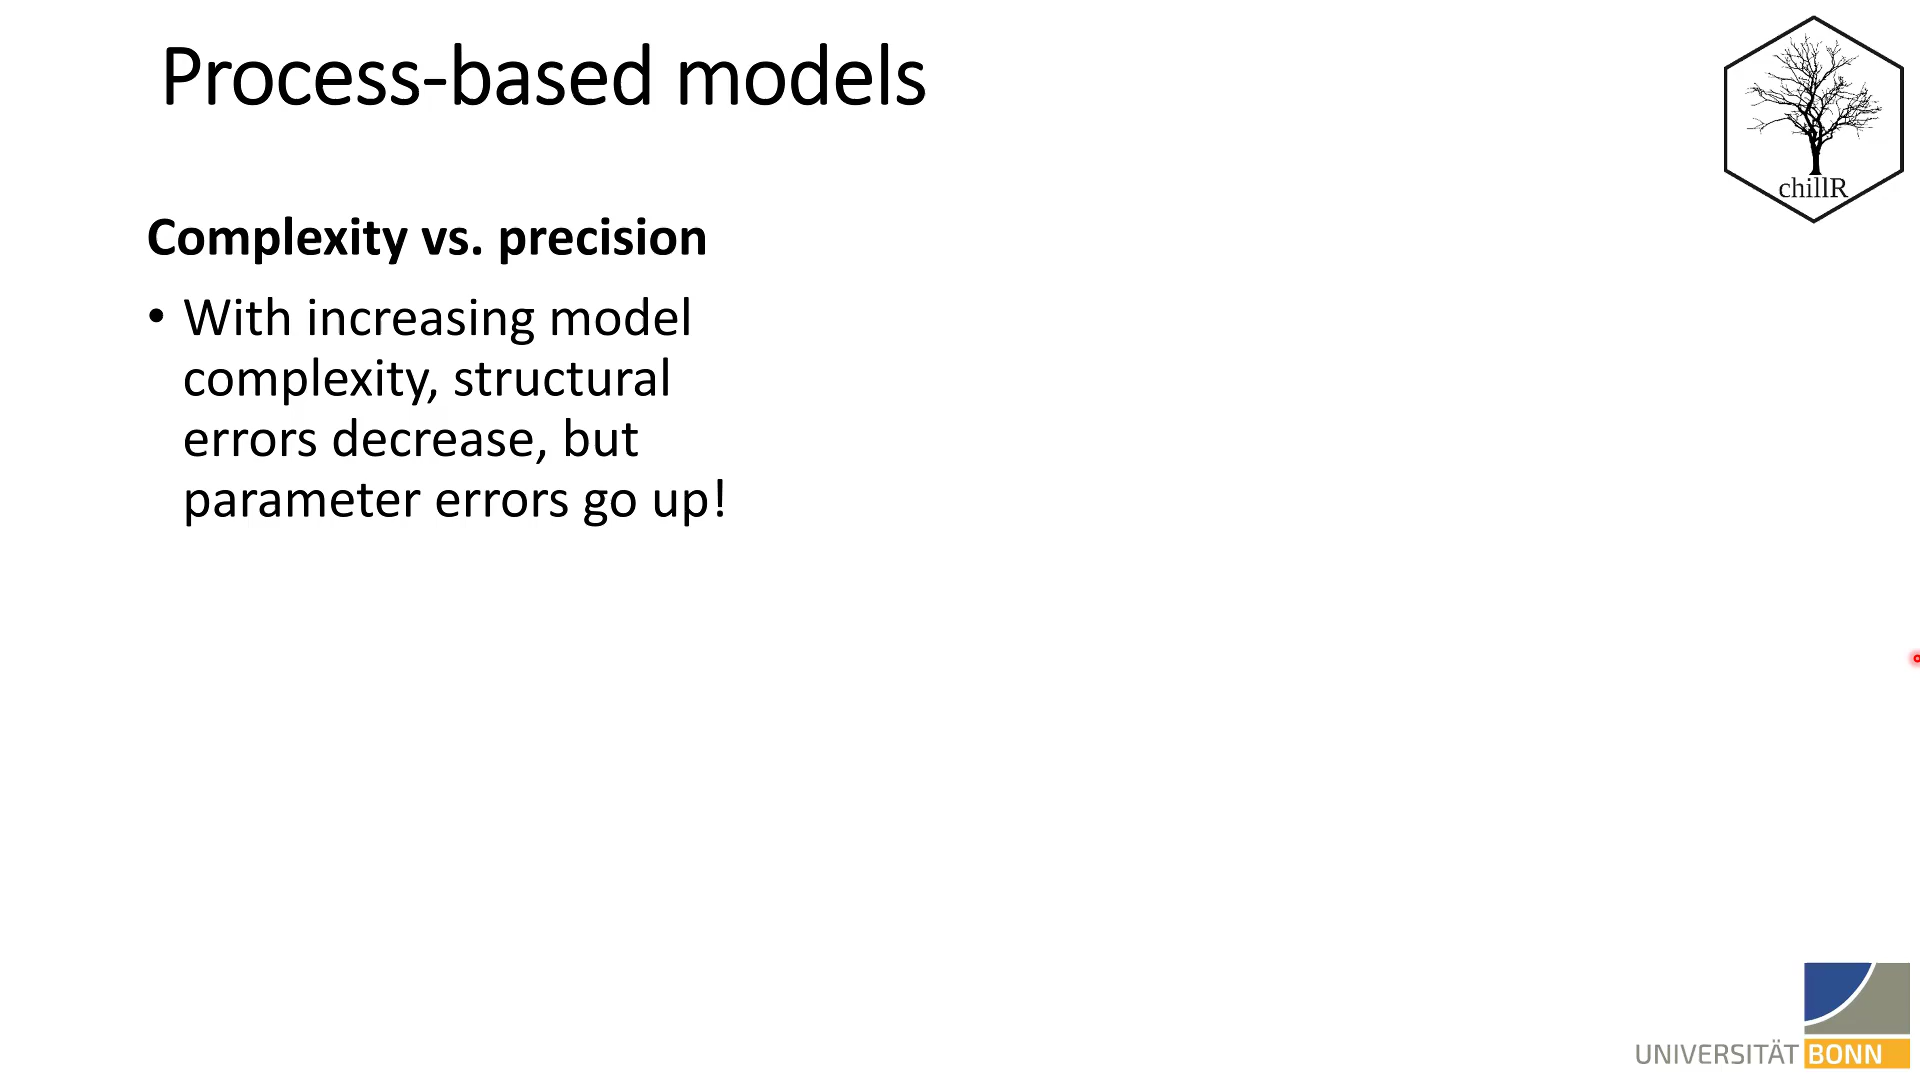 Process-based models
chillR
Complexity vs. precision
• With increasing model
complexity, structural
errors decrease, but
parameter errors go up!
UNIVERSITÄT BONN